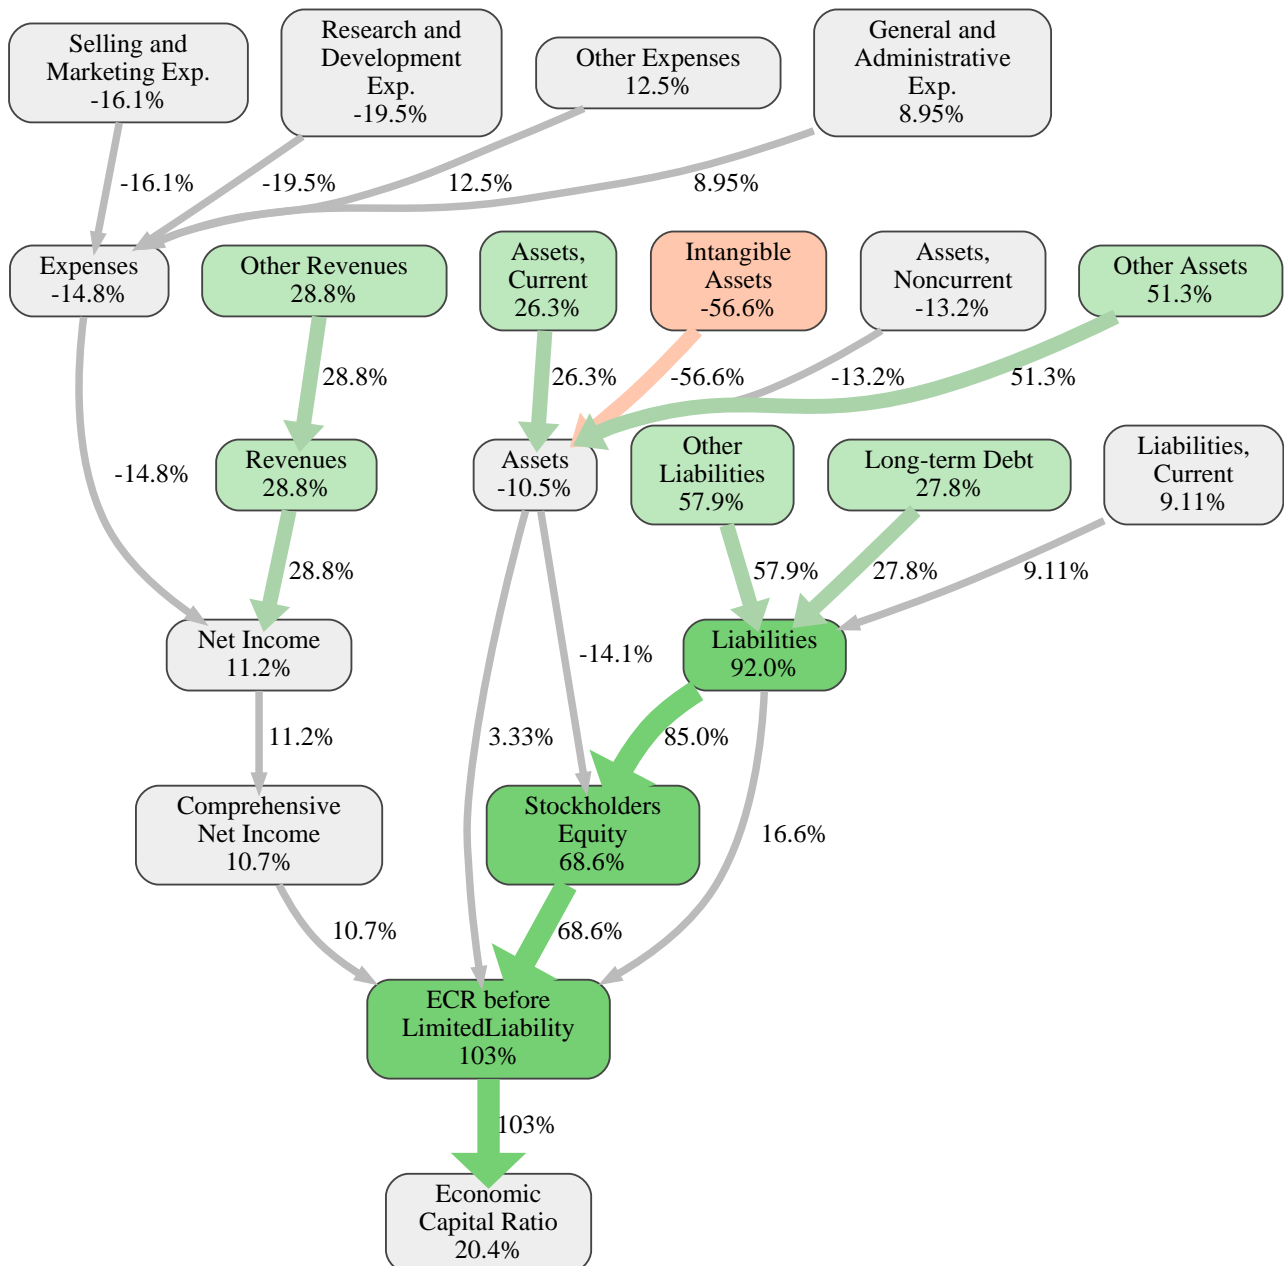 Selling and
Marketing Exp.
-16.1%
Research and
Development
Exp.
-19.5%
Other Expenses
12.5%
General and
Administrative
Exp.
8.95%
-16.1%
-19.5%
12.5%
8.95%
Expenses
-14.8%
Other Revenues
28.8%
Assets,
Current
26.3%
Intangible
Assets
-56.6%
Assets,
Noncurrent
-13.2%
Other Assets
51.3%
28.8%
26.3%
-56.6%
-13.2%
51.3%
-14.8%
Revenues
28.8%
Assets
-10.5%
Other
Liabilities
57.9%
Long-term Debt
27.8%
Liabilities,
Current
9.11%
28.8%
57.9%
27.8%
9.11%
Net Income
11.2%
-14.1%
Liabilities
92.0%
11.2%
3.33%
85.0%
Comprehensive
Net Income
10.7%
Stockholders
Equity
68.6%
16.6%
10.7%
68.6%
ECR before
LimitedLiability
103%
103%
Economic
Capital Ratio
20.4%